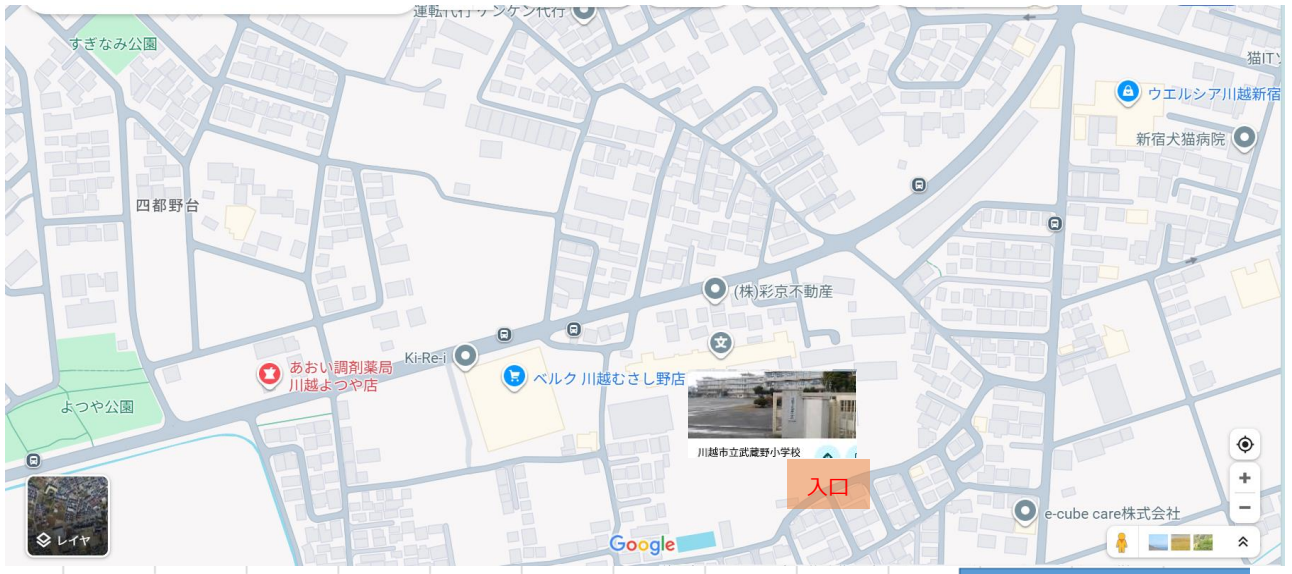 運転代行 ケンケン代行
すぎなみ公園
猫ITソ
ウエルシア川越新宿
新宿犬猫病院
四都野台
(株)彩京不動産
文
Ki-Re-i
あおい調剤薬局
川越よつや店
ベルク 川越むさし野店
よつや公園
川越市立武蔵野小学校
入口
e-cube care株式会社
レイヤ
Google